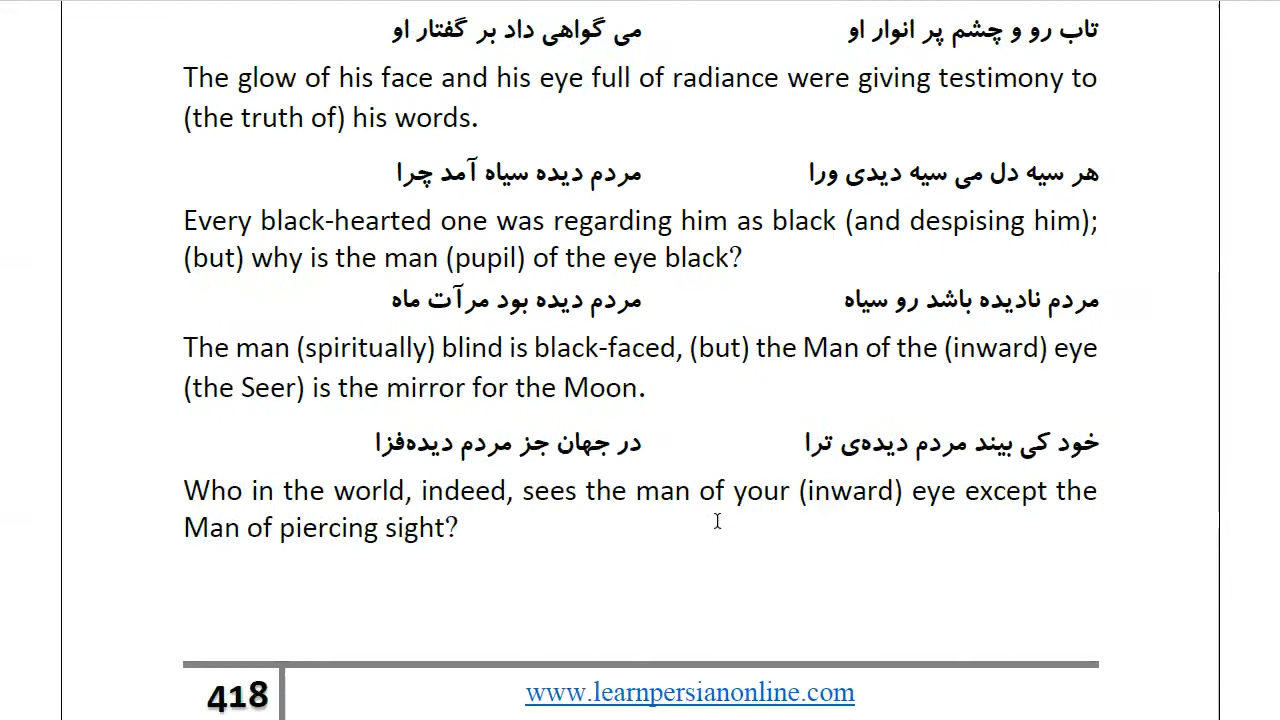 تاب رو و چشم پر انوار او می گواهی داد بر گفتار او
The glow of his face and his eye full of radiance were giving testimony to
(the truth of) his words.
هر سیه دل می سیه دیدی ورا مردم دیده سیاه آمد چرا
Every black-hearted one was regarding him as black (and despising him);
(but) why is the man (pupil) of the eye black?
مردم نادیده باشد رو سیاه مردم دیده بود مرآت ماه
The man (spiritually) blind is black-faced, (but) the Man of the (inward) eye
(the Seer) is the mirror for the Moon.
خود کی بیند مردم دیده‌ی ترا در جهان جز مردم دیده‌فزا
Who in the world, indeed, sees the man of your (inward) eye except the
Man of piercing sight?
418 www.learnpersianonline.com